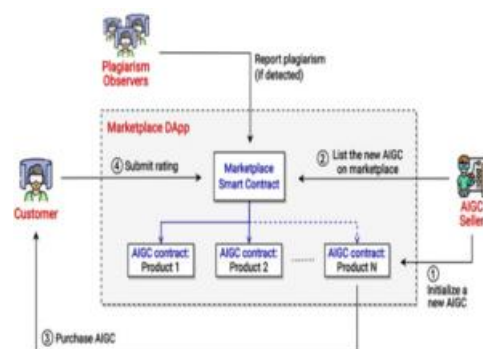 Plagiarism
Observers
Report plagiarism
(if detected)
Marketplace DApp
④ Submit rating
Marketplace
Smart Contract
② List the new AIGC
on marketplace
Customer
AIGC
Seller
AIGC contract:
Product 1
AIGC contract:
Product 2
AIGC contract:
Product N
① Initialize a
new AIGC
③ Purchase AIGC